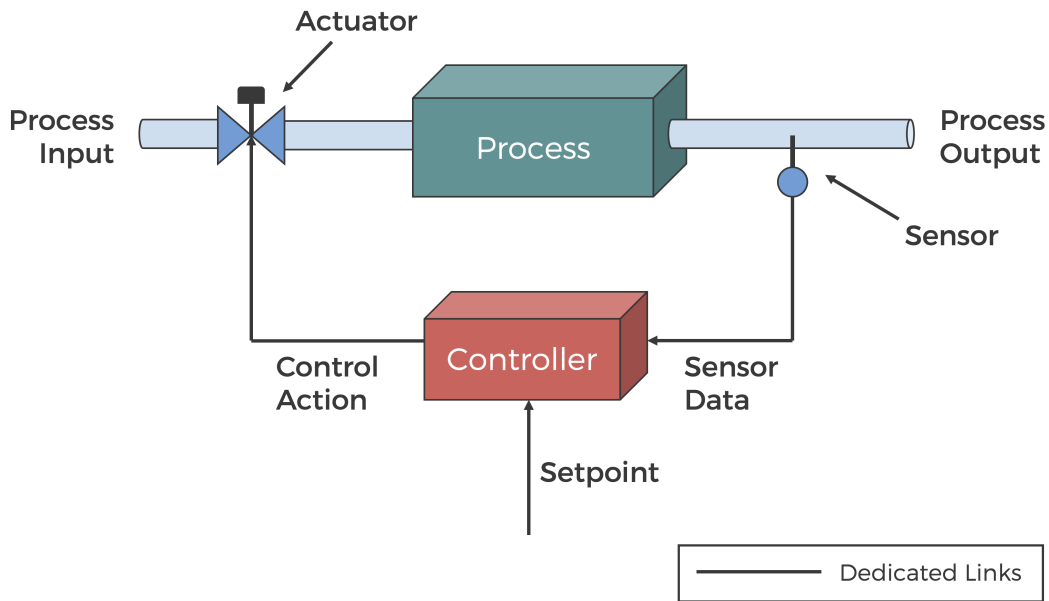 Actuator
Process
Input
Process
Process
Output
Sensor
Controller
Control
Action
Sensor
Data
Setpoint
Dedicated Links